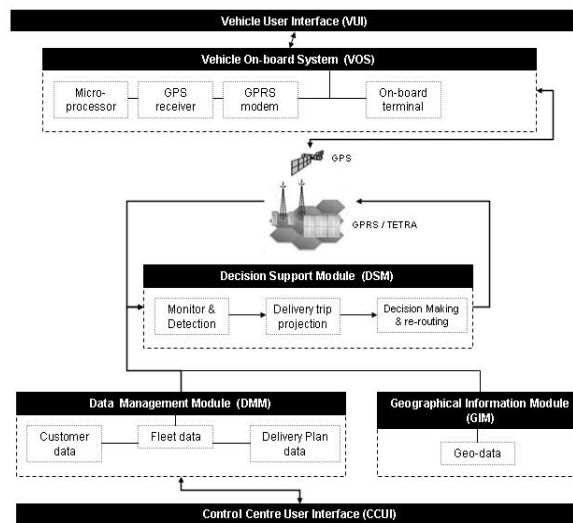 Vehicle User Interface (VUI)
Vehicle On-board System (VOS)
Micro-
processor
GPS
receiver
GPRS
modem
On-board
terminal
GPS
GPRS / TETRA
Decision Support Module (DSM)
Monitor &
Detection
Delivery trip
projection
Decision Making
& re-routing
Data Management Module (DMM)
Customer
data
Fleet data
Delivery Plan
data
Geographical Information Module
(GIM)
Geo-data
Control Centre User Interface (CCUI)